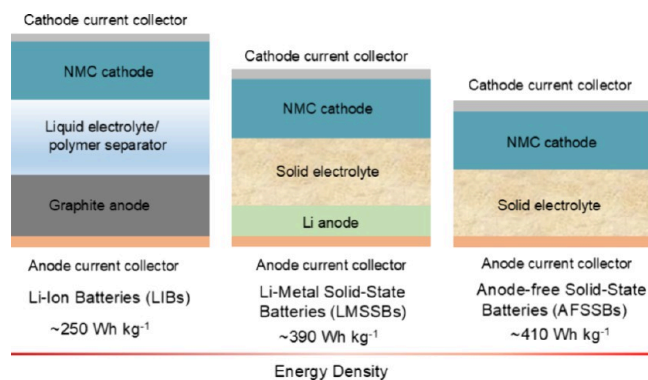 Cathode current collector
NMC cathode
Liquid electrolyte/
polymer separator
Graphite anode
Anode current collector
Li-Ion Batteries (LIBs)
~250 Wh kg⁻¹
Cathode current collector
NMC cathode
Solid electrolyte
Li anode
Anode current collector
Li-Metal Solid-State
Batteries (LMSSBs)
~390 Wh kg⁻¹
Cathode current collector
NMC cathode
Solid electrolyte
Anode current collector
Anode-free Solid-State
Batteries (AFSSBs)
~410 Wh kg⁻¹
Energy Density